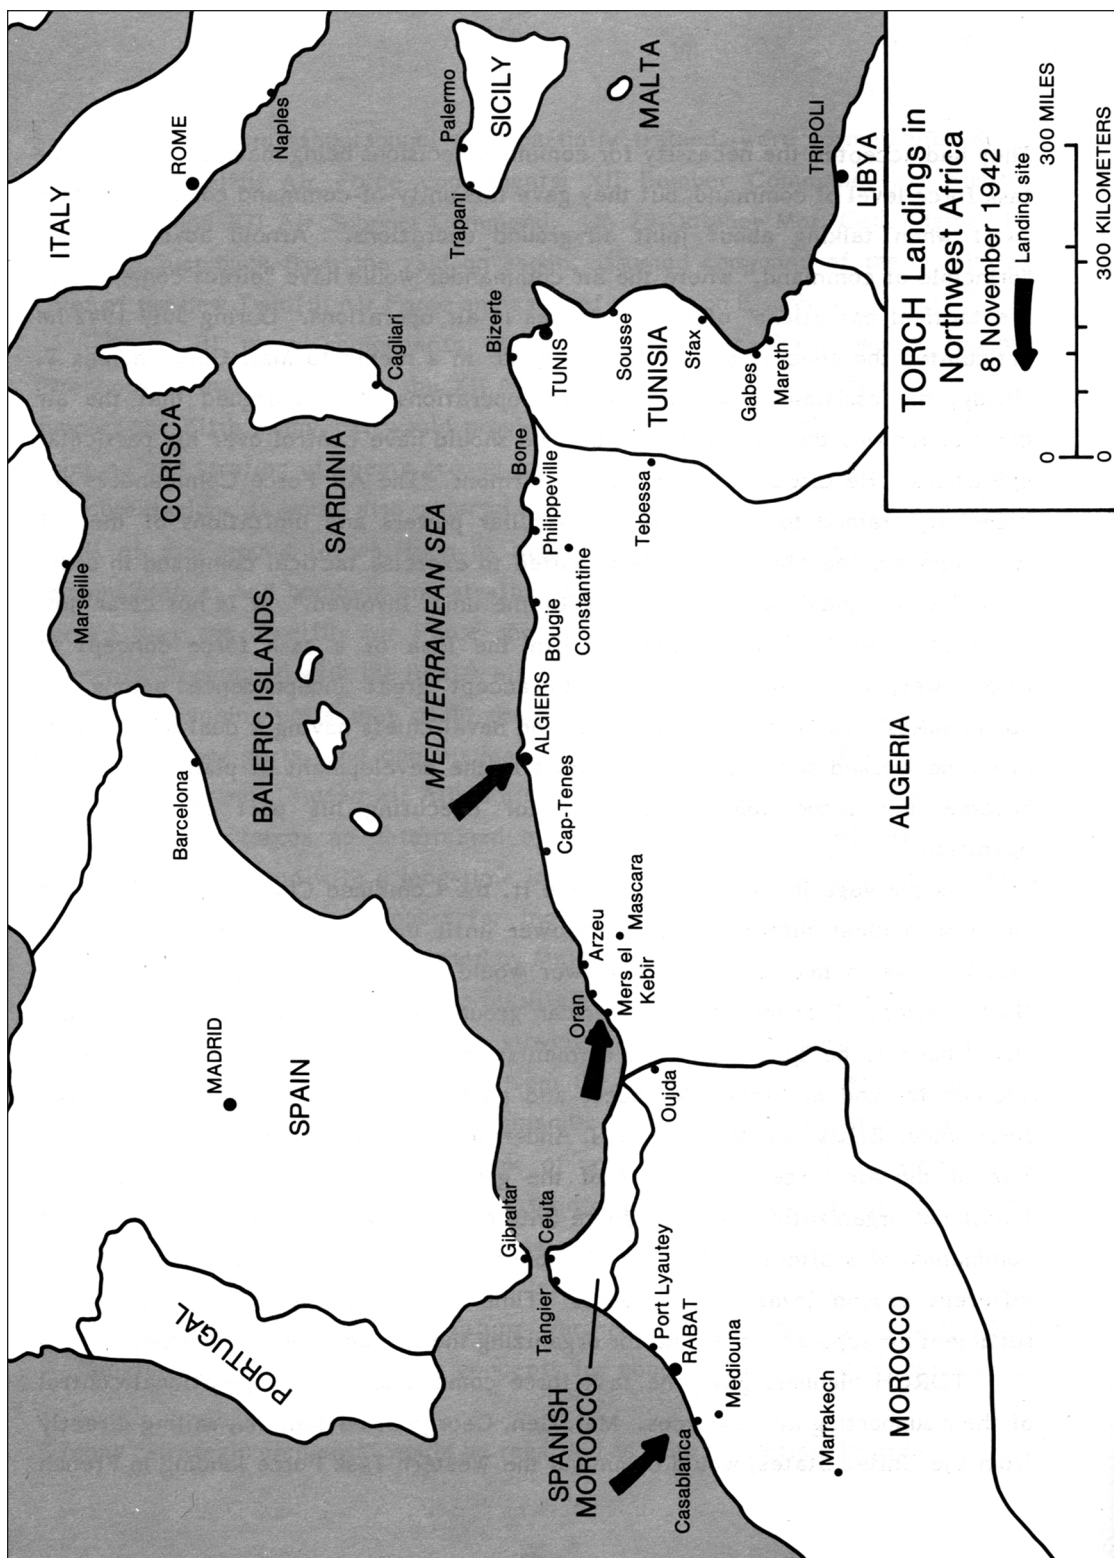 TORCH Landings in
Northwest Africa
8 November 1942
Landing site
0 300 MILES
0 300 KILOMETERS
PORTUGAL
SPAIN
MADRID
Barcelona
Gibraltar
Marseille
ITALY
ROME
Naples
CORISCA
SARDINIA
Cagliari
BALERIC ISLANDS
MEDITERRANEAN SEA
Palermo
Trapani
SICILY
MALTA
Tangier
Ceuta
SPANISH
MOROCCO
Port Lyautey
RABAT
Casablanca
Mediouna
Marrakech
MOROCCO
Oujda
Oran
Arzeu
Mers el
Kebir
Mascara
Cap-Tenes
ALGIERS
Bougie
Philippeville
Constantine
Bone
Tebessa
ALGERIA
Bizerte
TUNIS
Sousse
TUNISIA
Sfax
Gabes
Mareth
TRIPOLI
LIBYA